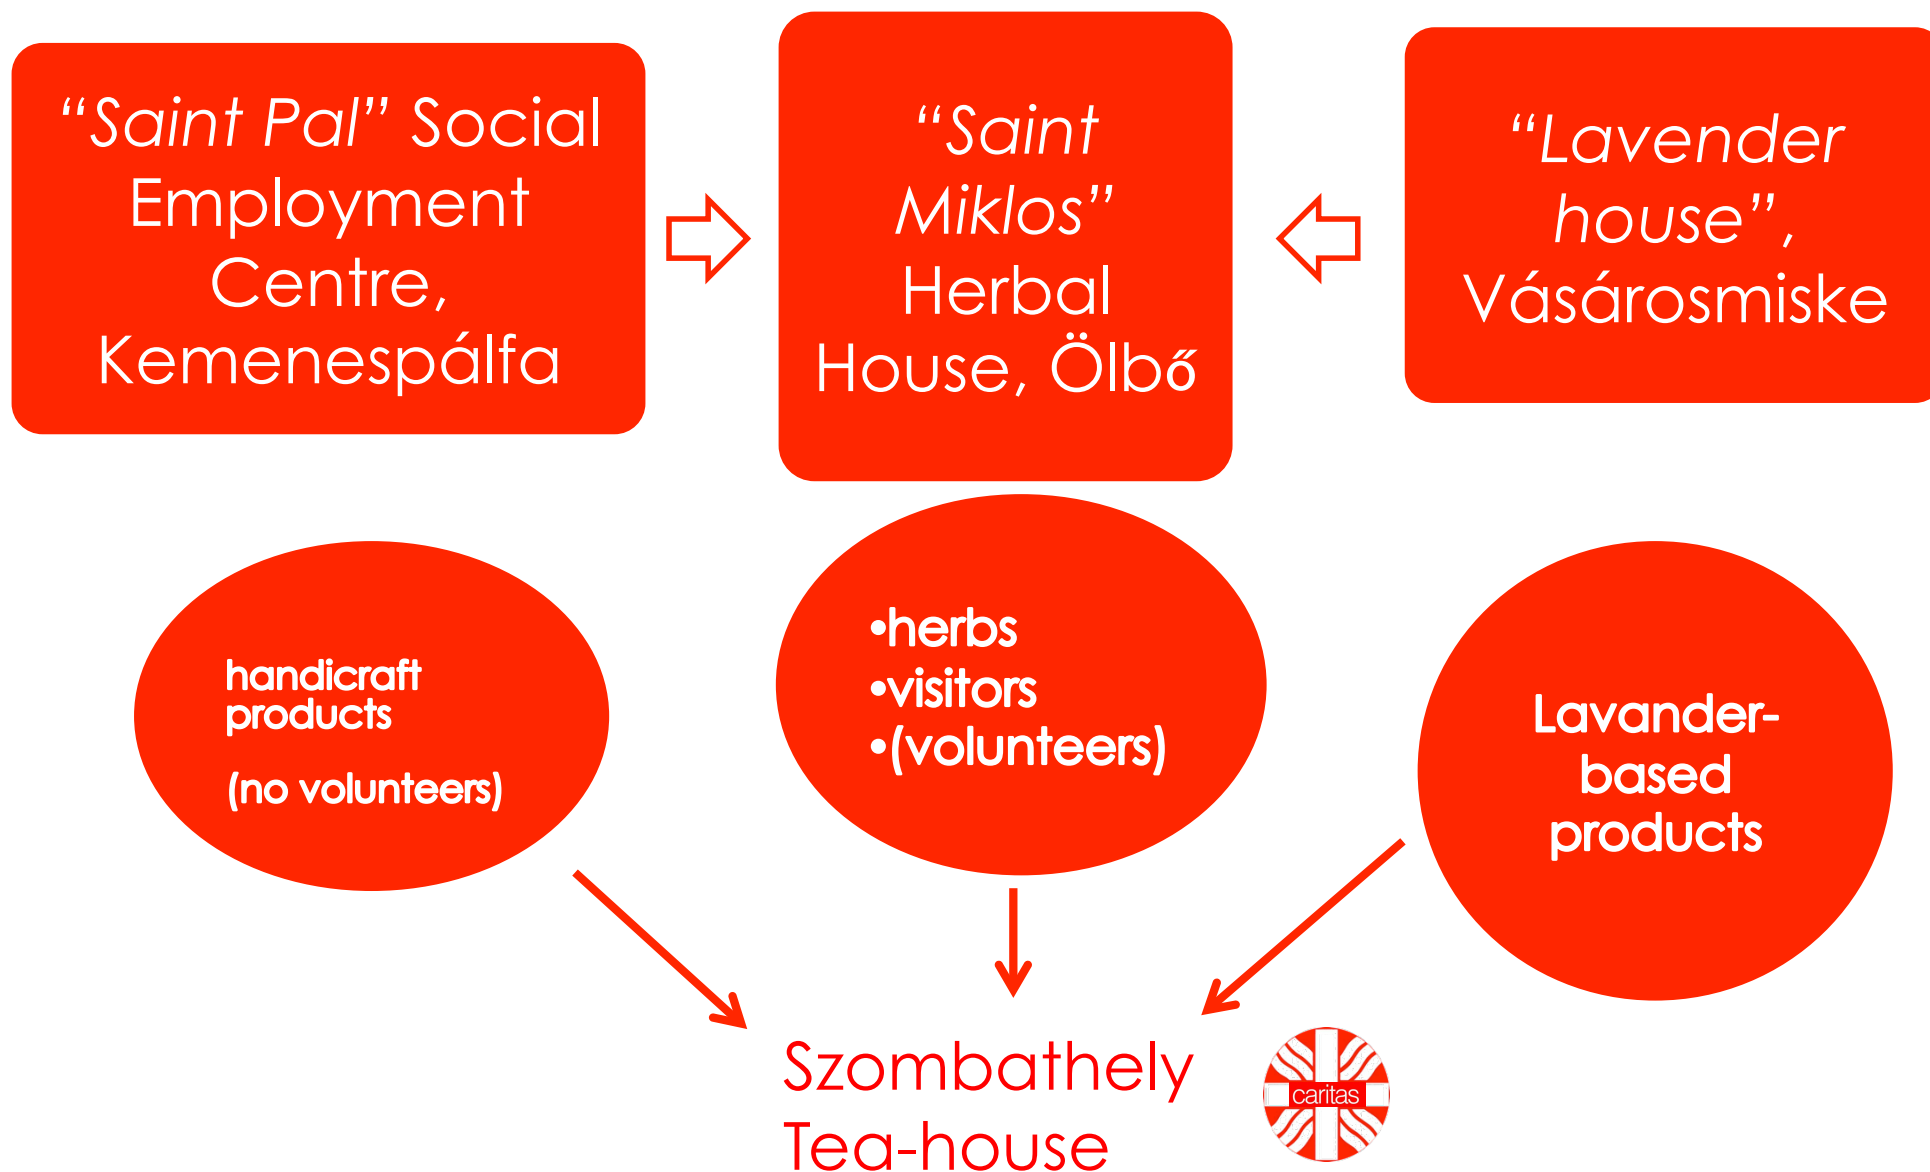 “Saint Pal” Social
Employment
Centre,
Kemenespálfa
“Saint
Miklos”
Herbal
House, Ölbő
“Lavender
house”,
Vásárosmiske
handicraft
products
(no volunteers)
•herbs
•visitors
•(volunteers)
Lavander-
based
products
Szombathely
Tea-house
caritas